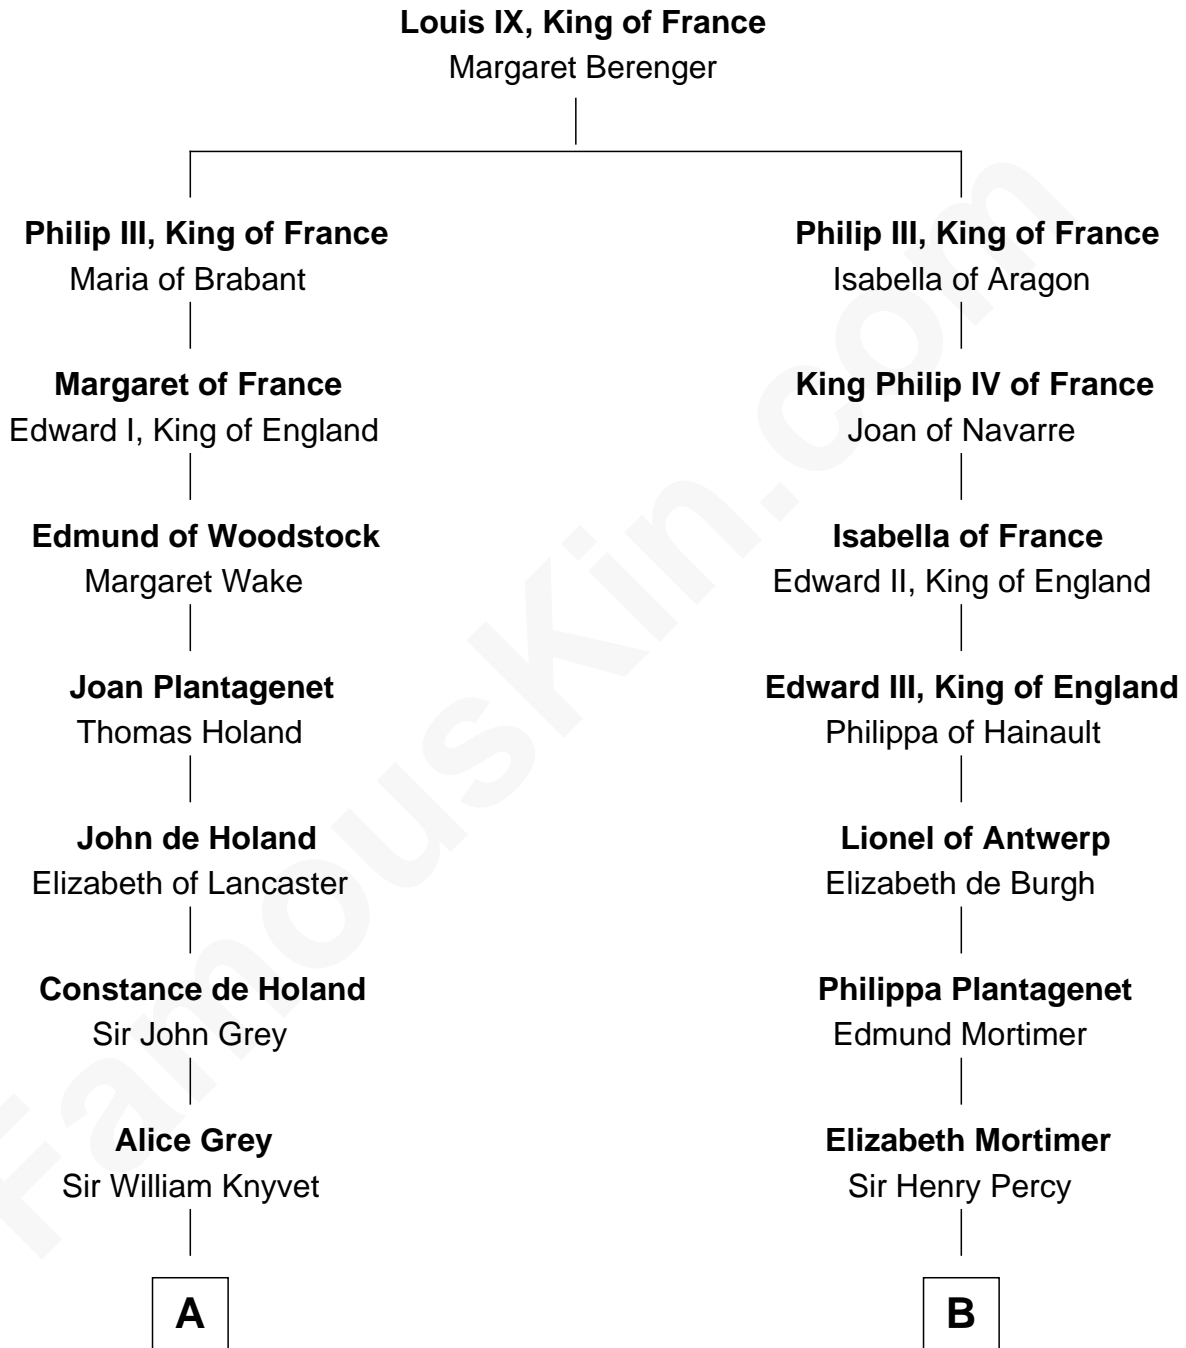 Louis IX, King of France
Margaret Berenger
Philip III, King of France
Maria of Brabant
Philip III, King of France
Isabella of Aragon
Margaret of France
Edward I, King of England
King Philip IV of France
Joan of Navarre
Edmund of Woodstock
Margaret Wake
Isabella of France
Edward II, King of England
Joan Plantagenet
Thomas Holand
Edward III, King of England
Philippa of Hainault
John de Holand
Elizabeth of Lancaster
Lionel of Antwerp
Elizabeth de Burgh
Constance de Holand
Sir John Grey
Philippa Plantagenet
Edmund Mortimer
Alice Grey
Sir William Knyvet
Elizabeth Mortimer
Sir Henry Percy
A
B
FamousKin.com